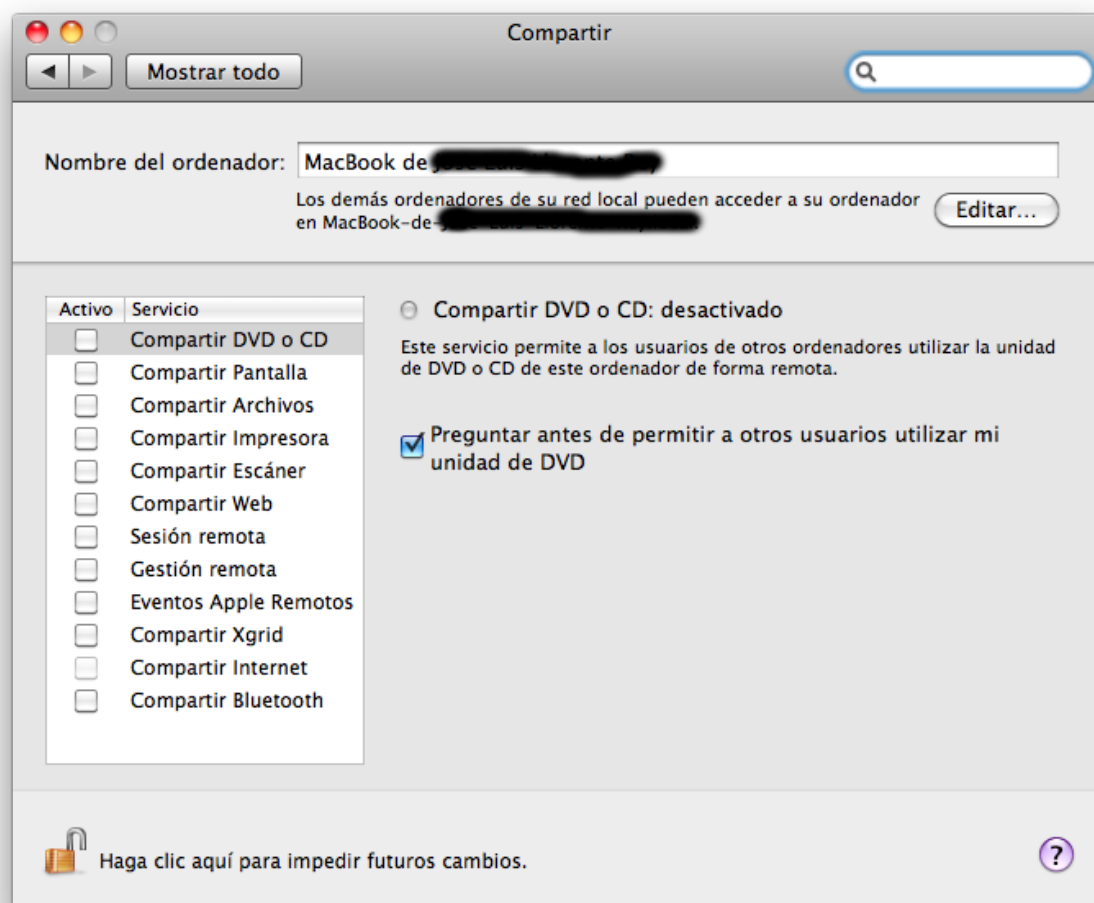 Compartir
Mostrar todo
Nombre del ordenador: MacBook de
Los demás ordenadores de su red local pueden acceder a su ordenador
en MacBook-de-
Editar...
Activo Servicio
Compartir DVD o CD
Compartir Pantalla
Compartir Archivos
Compartir Impresora
Compartir Escáner
Compartir Web
Sesión remota
Gestión remota
Eventos Apple Remotos
Compartir Xgrid
Compartir Internet
Compartir Bluetooth
Compartir DVD o CD: desactivado
Este servicio permite a los usuarios de otros ordenadores utilizar la unidad
de DVD o CD de este ordenador de forma remota.
Preguntar antes de permitir a otros usuarios utilizar mi
unidad de DVD
Haga clic aquí para impedir futuros cambios.
?